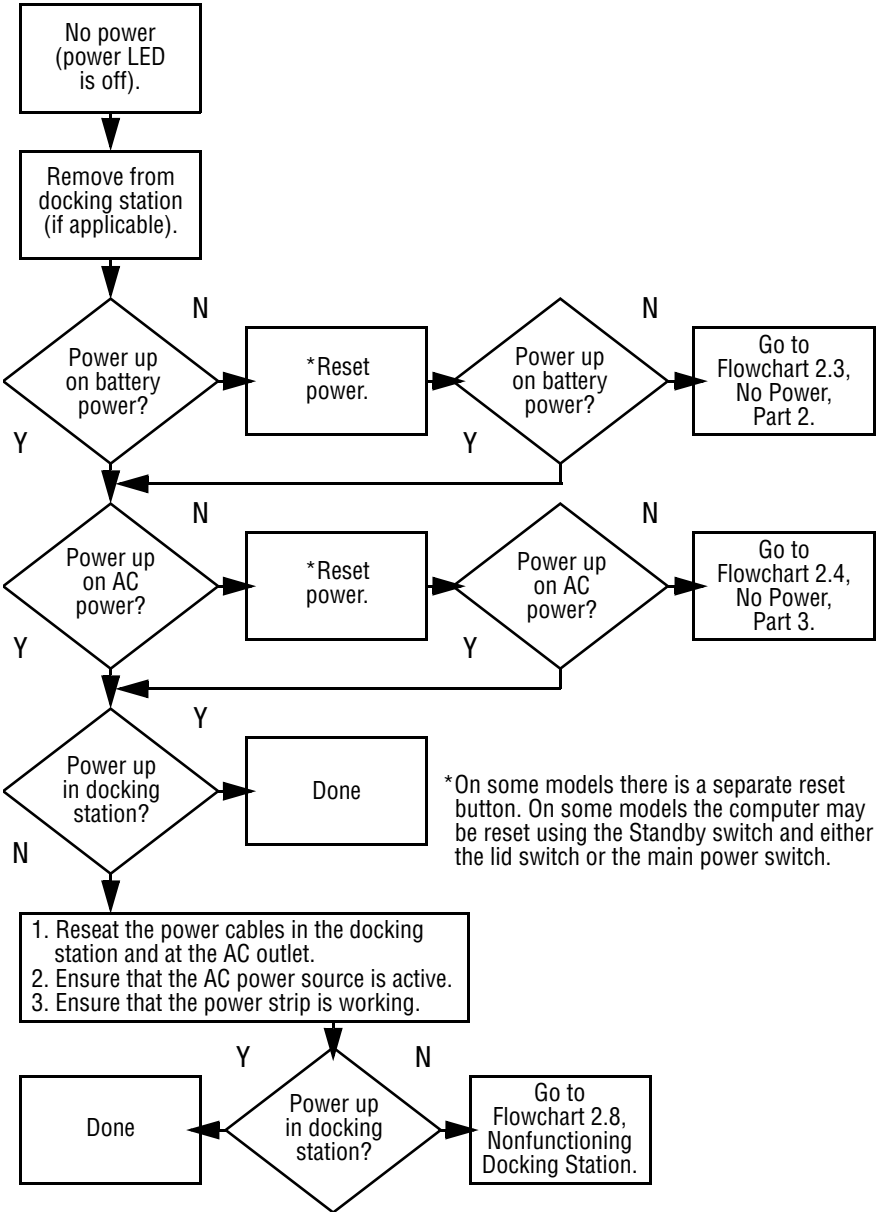 No power
(power LED
is off).
Remove from
docking station
(if applicable).
N
N
Power up
on battery
power?
*Reset
power.
Power up
on battery
power?
Go to
Flowchart 2.3,
No Power,
Part 2.
Y
Y
N
N
Power up
on AC
power?
*Reset
power.
Power up
on AC
power?
Go to
Flowchart 2.4,
No Power,
Part 3.
Y
Y
Y
Power up
in docking
station?
Done
*On some models there is a separate reset
button. On some models the computer may
be reset using the Standby switch and either
the lid switch or the main power switch.
N
1. Reseat the power cables in the docking
station and at the AC outlet.
2. Ensure that the AC power source is active.
3. Ensure that the power strip is working.
Y
N
Done
Power up
in docking
station?
Go to
Flowchart 2.8,
Nonfunctioning
Docking Station.